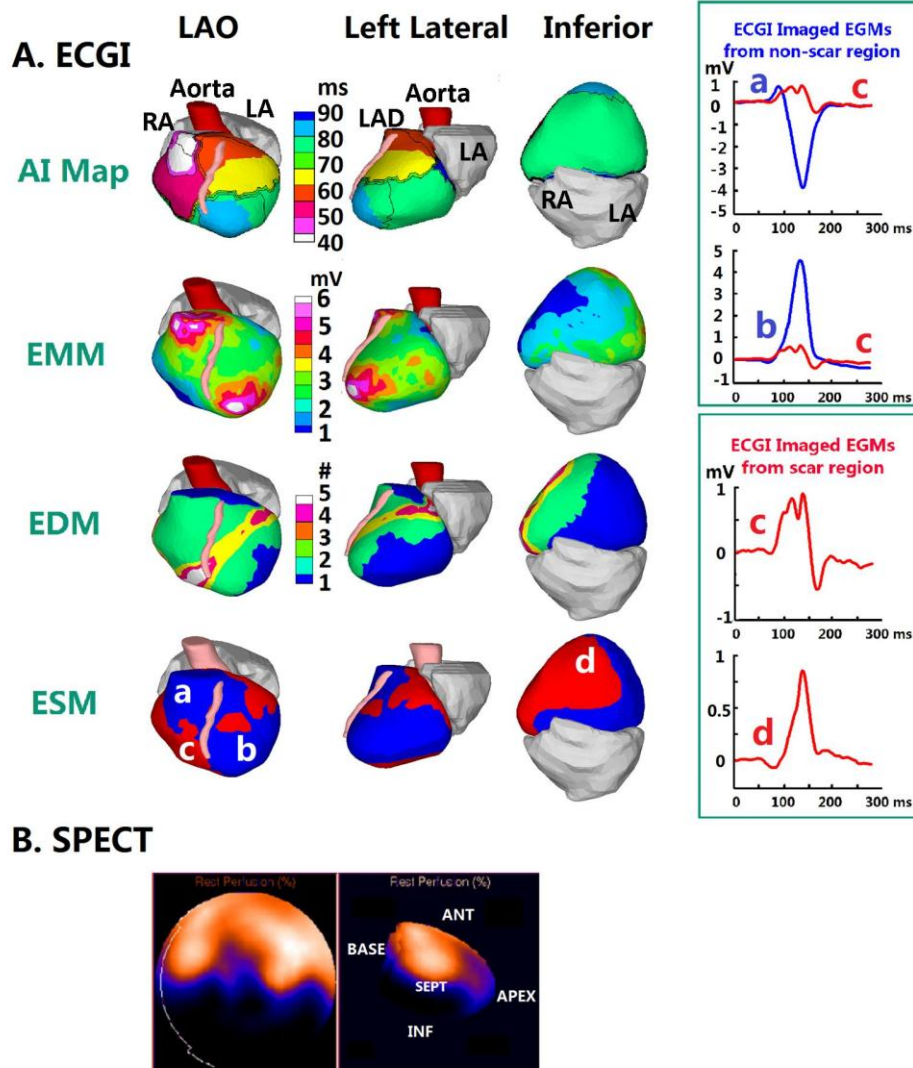 LAO Left Lateral Inferior
A. ECGI
AI Map
Aorta
RA
LA
ms
90
80
70
60
50
40
Aorta
LAD
LA
RA
LA
EMM
mV
6
5
4
3
2
1
EDM
#
5
4
3
2
1
ESM
a
c
b
d
ECGI Imaged EGMs
from non-scar region
mV
a
c
1
0
-1
-2
-3
-4
-5
0 100 200 300 ms
5
4
3
2
1
0
-1
b
c
0 100 200 300 ms
ECGI Imaged EGMs
from scar region
mV
1
0
-1
c
0 100 200 300 ms
1
0.5
0
d
0 100 200 300 ms
B. SPECT
Rest Perfusion (%)
Rest Perfusion (%)
ANT
BASE
SEPT
APEX
INF